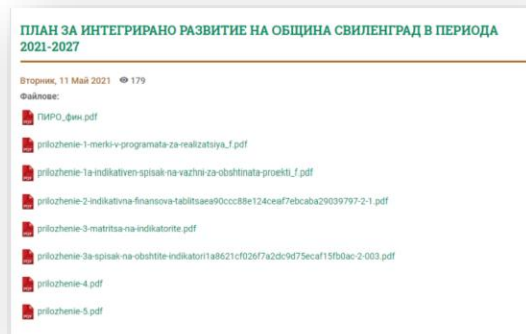 ПЛАН ЗА ИНТЕГРИРАНО РАЗВИТИЕ НА ОБЩИНА СВИЛЕНГРАД В ПЕРИОДА
2021-2027
Вторник, 11 Май 2021 179
Файлове:
ПИРО_фин.pdf
prilozhenie-1-merki-v-programata-za-realizatsiya_f.pdf
prilozhenie-1a-indikativen-spisak-na-vazhni-za-obshtinata-proekti_f.pdf
prilozhenie-2-indikativna-finansova-tablitsaea90ccc88e124ceaf7ebcaba29039797-2-1.pdf
prilozhenie-3-matritsa-na-indikatorite.pdf
prilozhenie-3a-spisak-na-obshtite-indikatori1a8621cf026f7a2dc9d75ecaf15fb0ac-2-003.pdf
prilozhenie-4.pdf
prilozhenie-5.pdf